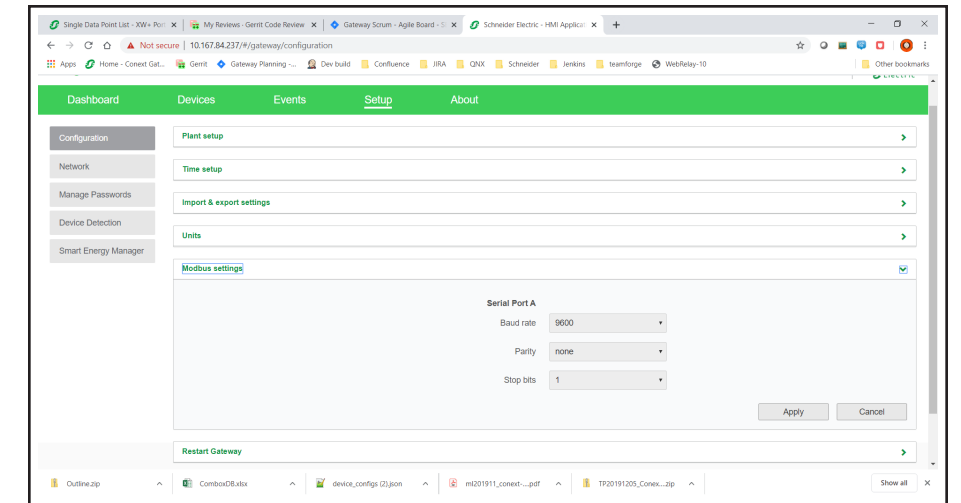 Single Data Point List - XW+ Port
My Reviews · Gerrit Code Review
Gateway Scrum - Agile Board - S
Schneider Electric - HMI Applicat
Not secure | 10.167.84.237/#/gateway/configuration
Apps Home - Conext Gat... Gerrit Gateway Planning -... Dev build Confluence JIRA QNX Schneider Jenkins teamforge WebRelay-10 Other bookmarks
Dashboard Devices Events Setup About
Configuration
Network
Manage Passwords
Device Detection
Smart Energy Manager
Plant setup
Time setup
Import & export settings
Units
Modbus settings
Serial Port A
Baud rate 9600
Parity none
Stop bits 1
Apply Cancel
Restart Gateway
Outline.zip ComboxDB.xlsx device_configs (2).json ml201911_conext-....pdf TP20191205_Conex....zip Show all